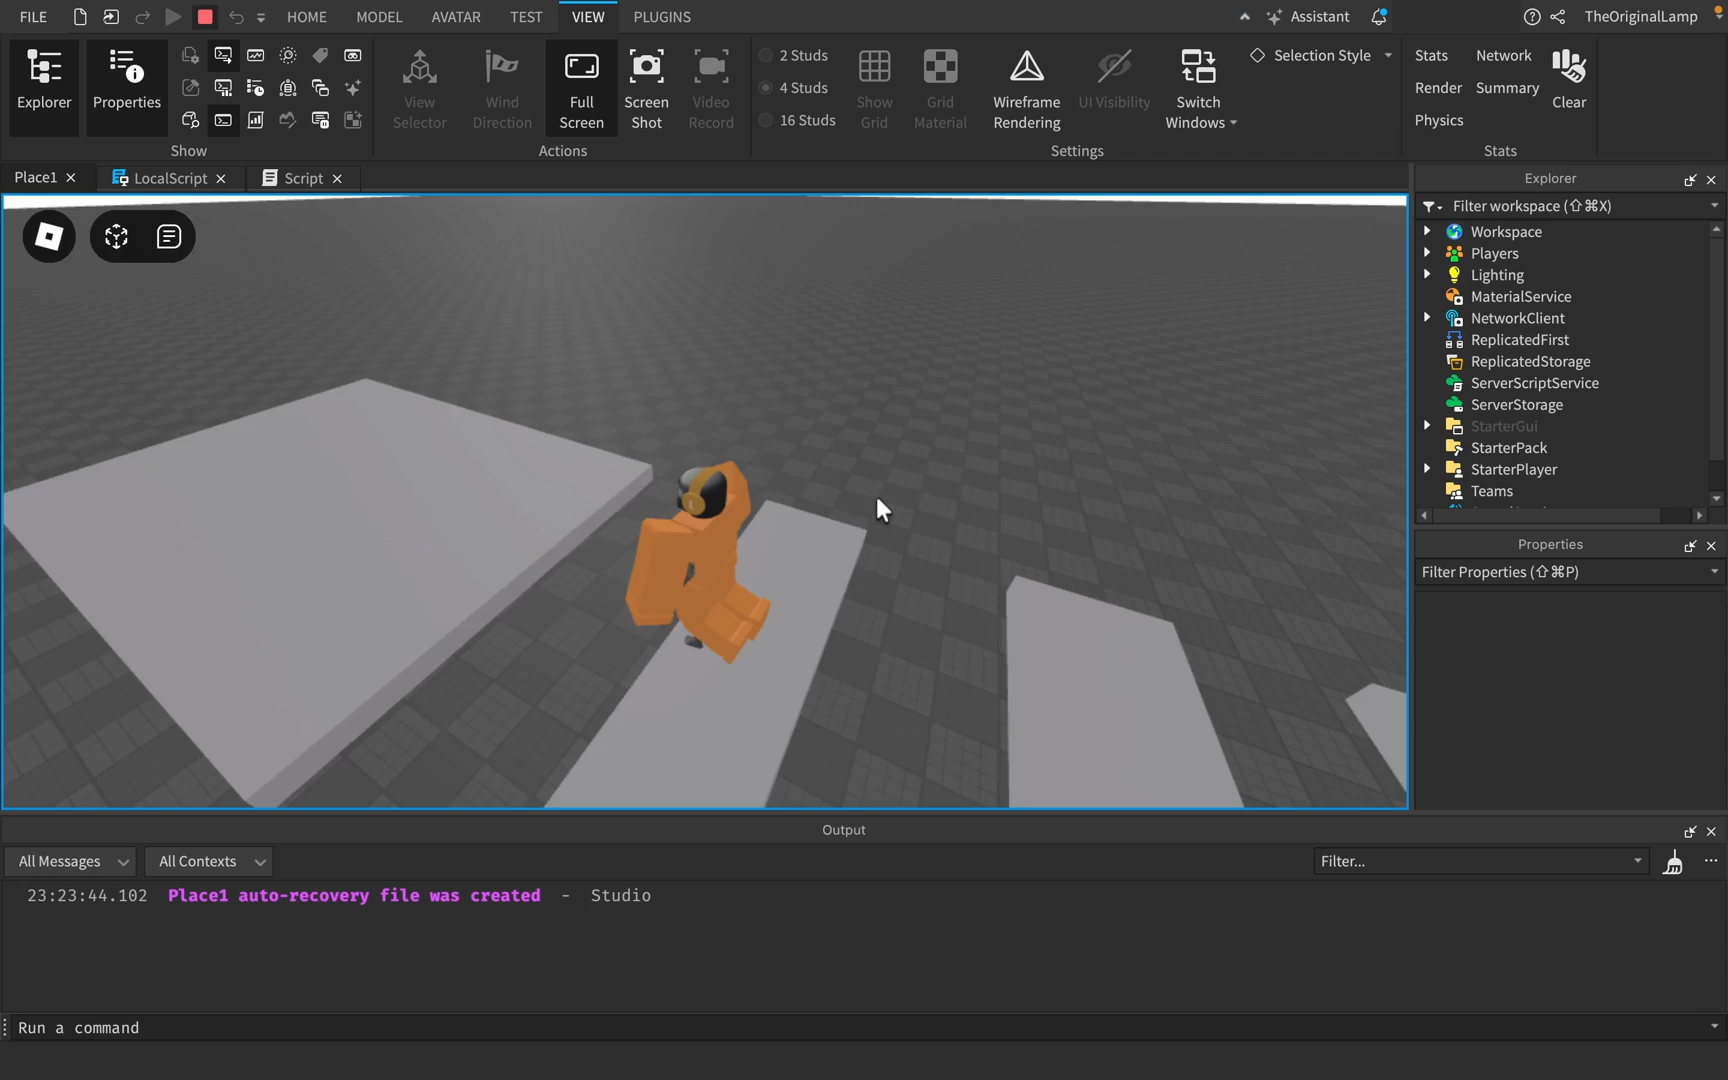 FILE
HOME
MODEL
AVATAR
TEST
VIEW
PLUGINS
Assistant
TheOriginalLamp
Explorer
Properties
Show
View
Selector
Wind
Direction
Full
Screen
Screen
Shot
Video
Record
Actions
2 Studs
4 Studs
16 Studs
Show
Grid
Grid
Material
Wireframe
Rendering
UI Visibility
Switch
Windows
Selection Style
Settings
Stats
Network
Render
Summary
Physics
Clear
Stats
Place1
LocalScript
Script
Explorer
Filter workspace (⇧⌘X)
Workspace
Players
Lighting
MaterialService
NetworkClient
ReplicatedFirst
ReplicatedStorage
ServerScriptService
ServerStorage
StarterGui
StarterPack
StarterPlayer
Teams
Properties
Filter Properties (⇧⌘P)
Output
All Messages
All Contexts
Filter...
23:23:44.102 Place1 auto-recovery file was created - Studio
Run a command